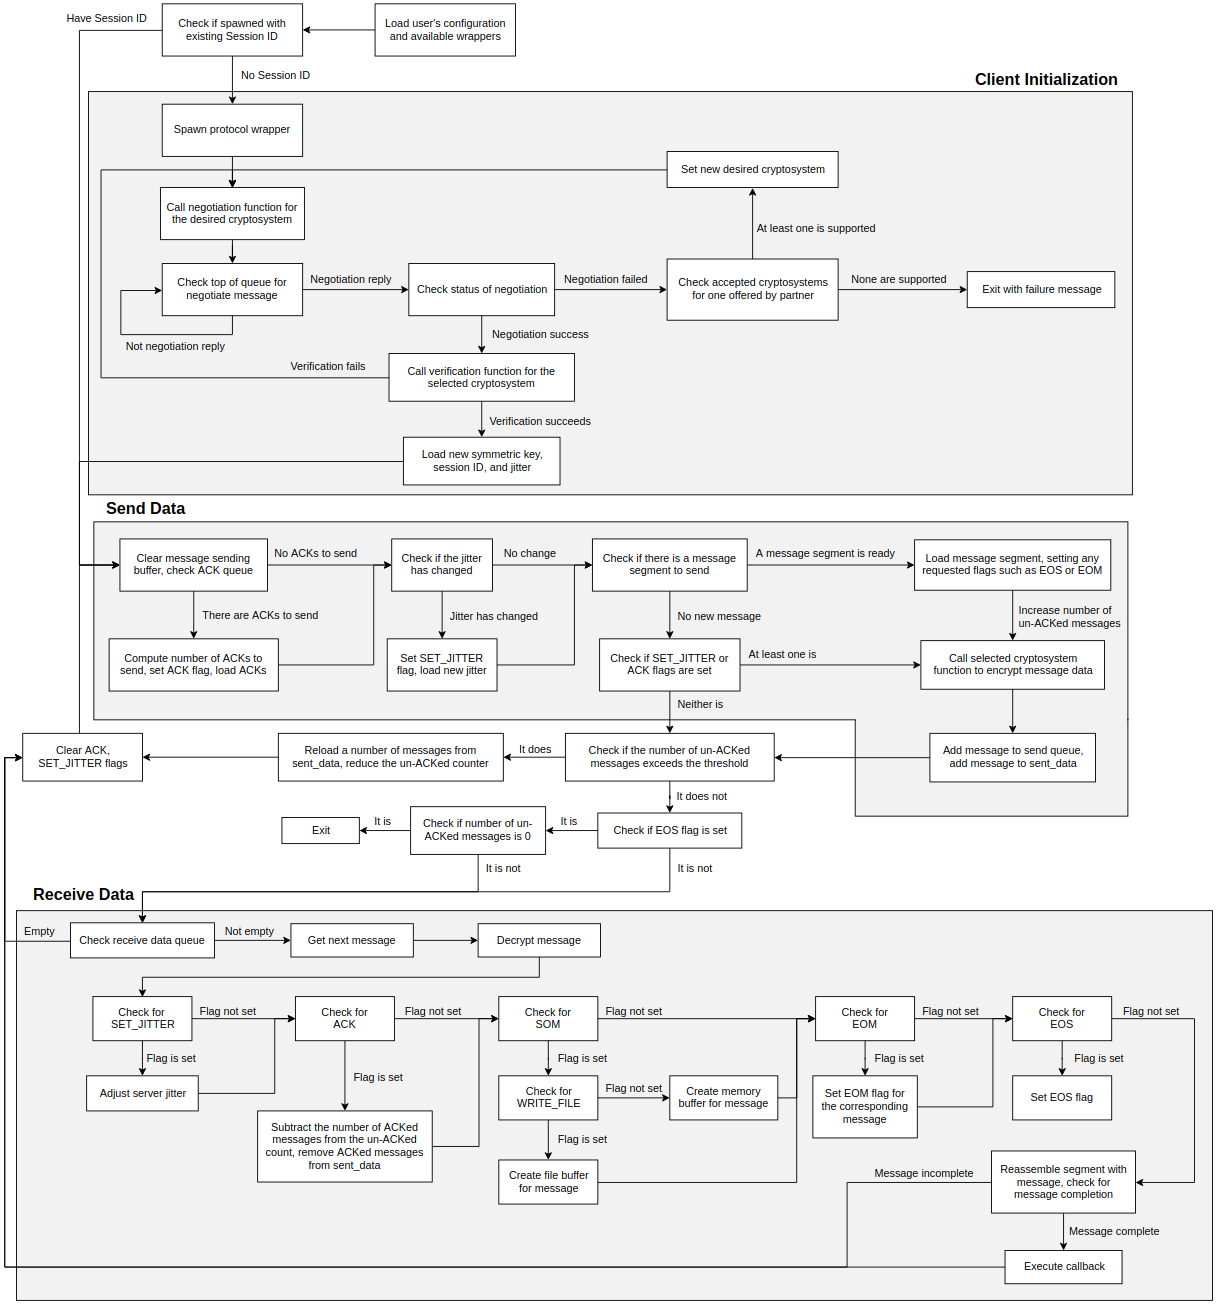 Have Session ID
Check if spawned with
existing Session ID
Load user's configuration
and available wrappers
No Session ID
Client Initialization
Spawn protocol wrapper
Set new desired cryptosystem
Call negotiation function for
the desired cryptosystem
At least one is supported
Check top of queue for
negotiate message
Negotiation reply
Check status of negotiation
Negotiation failed
Check accepted cryptosystems
for one offered by partner
None are supported
Exit with failure message
Not negotiation reply
Negotiation success
Verification fails
Call verification function for the
selected cryptosystem
Verification succeeds
Load new symmetric key,
session ID, and jitter
Send Data
Clear message sending
buffer, check ACK queue
No ACKs to send
Check if the jitter
has changed
No change
Check if there is a message
segment to send
A message segment is ready
Load message segment, setting any
requested flags such as EOS or EOM
There are ACKs to send
Jitter has changed
No new message
Increase number of
un-ACKed messages
Compute number of ACKs to
send, set ACK flag, load ACKs
Set SET_JITTER
flag, load new jitter
Check if SET_JITTER or
ACK flags are set
At least one is
Call selected cryptosystem
function to encrypt message data
Neither is
Clear ACK,
SET_JITTER flags
Reload a number of messages from
sent_data, reduce the un-ACKed counter
It does
Check if the number of un-ACKed
messages exceeds the threshold
Add message to send queue,
add message to sent_data
It does not
Exit
It is
Check if number of un-
ACKed messages is 0
It is
Check if EOS flag is set
It is not
It is not
Receive Data
Empty
Check receive data queue
Not empty
Get next message
Decrypt message
Check for
SET_JITTER
Flag not set
Check for
ACK
Flag not set
Check for
SOM
Flag not set
Check for
EOM
Flag not set
Check for
EOS
Flag not set
Flag is set
Flag is set
Flag is set
Flag is set
Flag is set
Adjust server jitter
Check for
WRITE_FILE
Flag not set
Create memory
buffer for message
Set EOM flag for
the corresponding
message
Set EOS flag
Subtract the number of ACKed
messages from the un-ACKed
count, remove ACKed messages
from sent_data
Flag is set
Create file buffer
for message
Message incomplete
Reassemble segment with
message, check for
message completion
Message complete
Execute callback